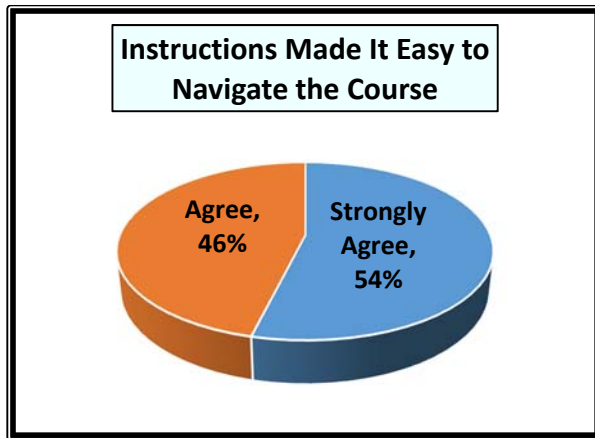 Instructions Made It Easy to
Navigate the Course
Agree,
46%
Strongly
Agree,
54%